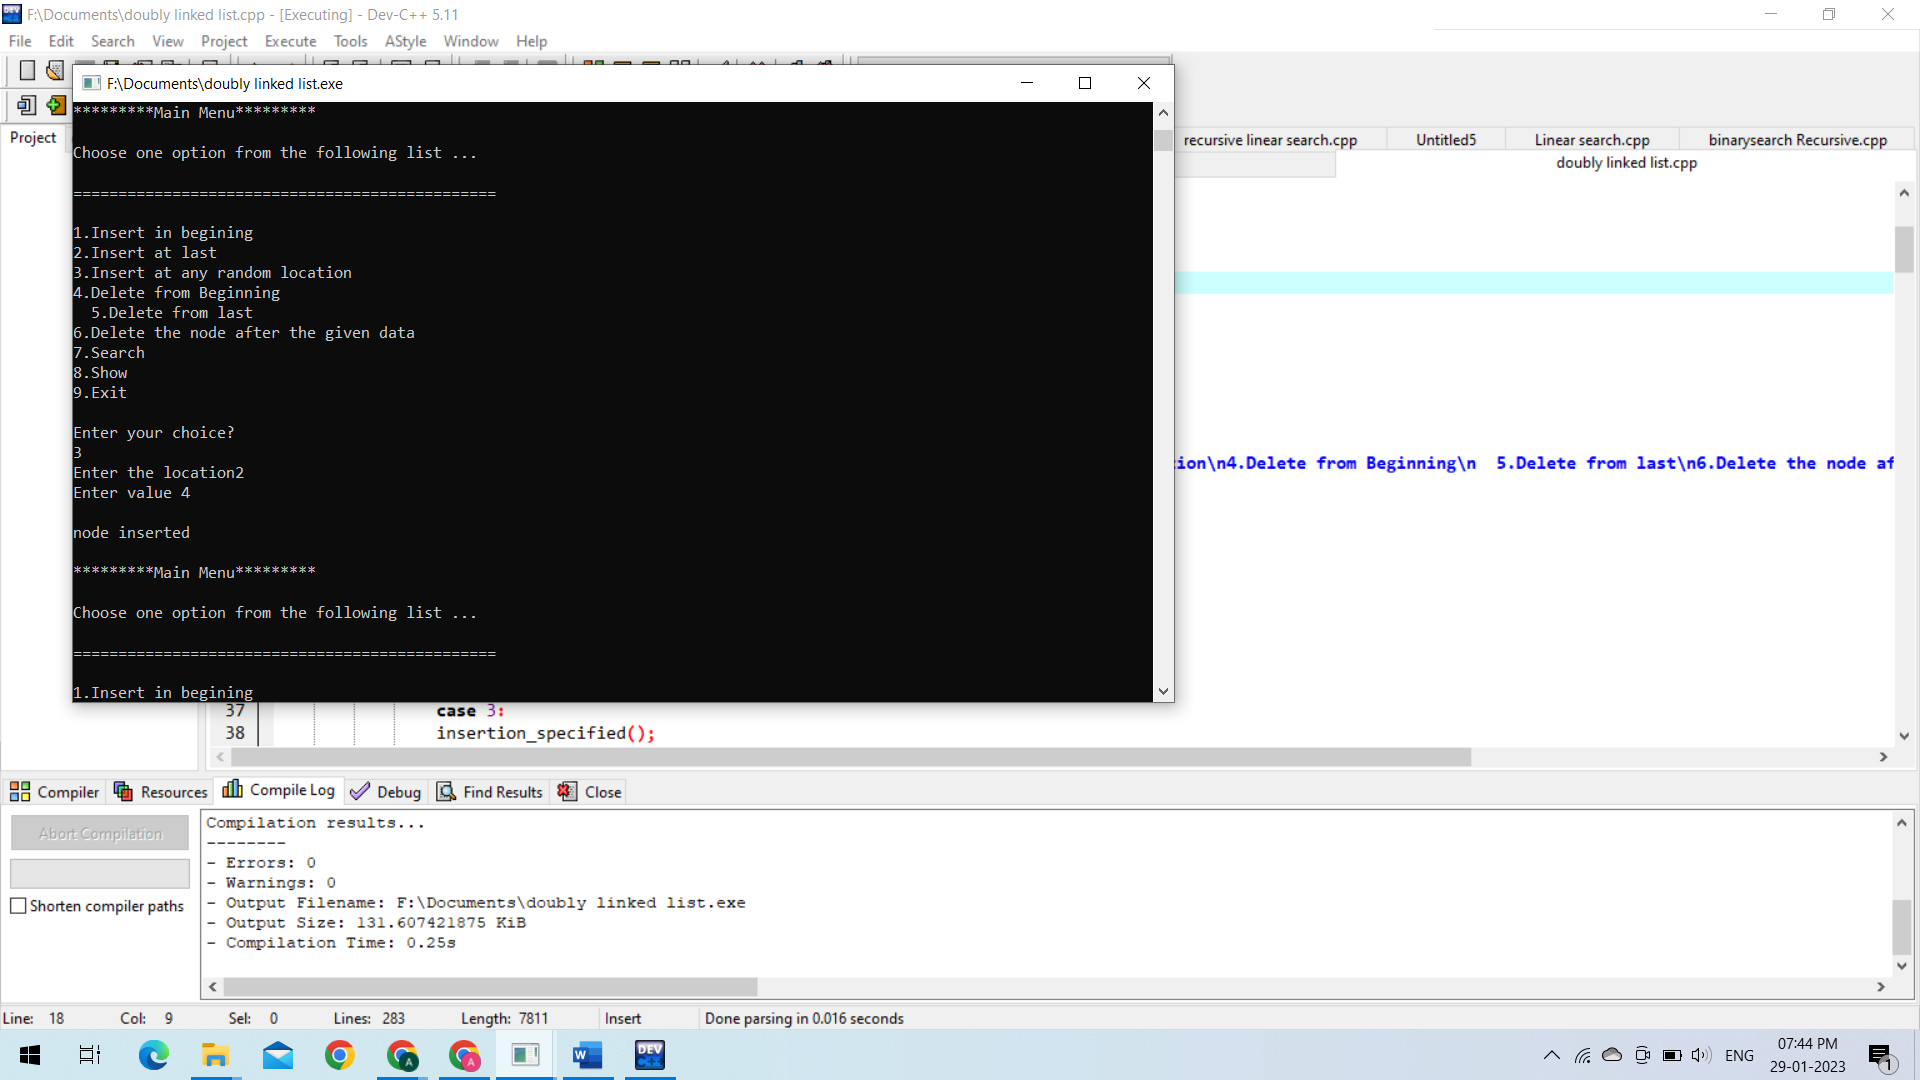 F:\Documents\doubly linked list.cpp - [Executing] - Dev-C++ 5.11
File Edit Search View Project Execute Tools AStyle Window Help
F:\Documents\doubly linked list.exe
*********Main Menu*********
Choose one option from the following list ...
===============================================
1.Insert in begining
2.Insert at last
3.Insert at any random location
4.Delete from Beginning
  5.Delete from last
6.Delete the node after the given data
7.Search
8.Show
9.Exit
Enter your choice?
3
Enter the location2
Enter value 4
node inserted
*********Main Menu*********
Choose one option from the following list ...
===============================================
1.Insert in begining
Project
recursive linear search.cpp Untitled5 Linear search.cpp binarysearch Recursive.cpp
doubly linked list.cpp
ion\n4.Delete from Beginning\n  5.Delete from last\n6.Delete the node af
37 case 3:
38 insertion_specified();
Compiler Resources Compile Log Debug Find Results Close
Abort Compilation
Shorten compiler paths
Compilation results...
--------
- Errors: 0
- Warnings: 0
- Output Filename: F:\Documents\doubly linked list.exe
- Output Size: 131.607421875 KiB
- Compilation Time: 0.25s
Line: 18 Col: 9 Sel: 0 Lines: 283 Length: 7811 Insert Done parsing in 0.016 seconds
A A W DEV C++ ENG 07:44 PM
29-01-2023 1